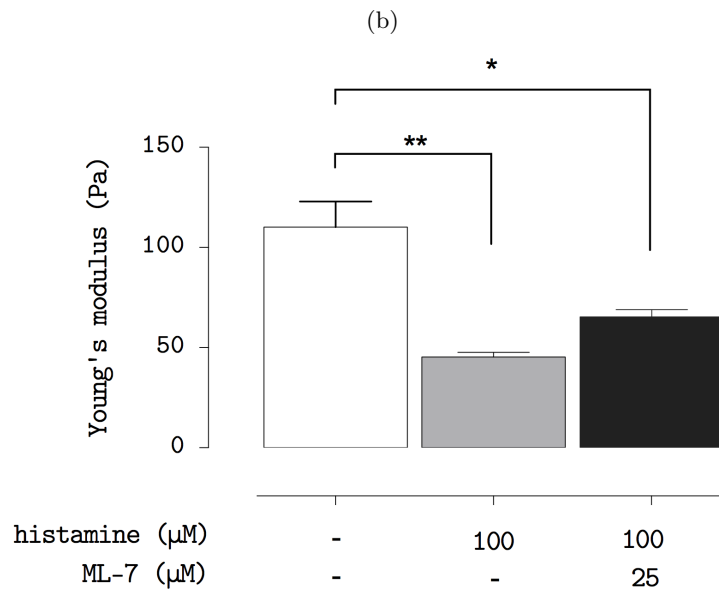 (b)
*
**
150
100
50
0
Young's modulus (Pa)
histamine (μM) - 100 100
ML-7 (μM) - - 25